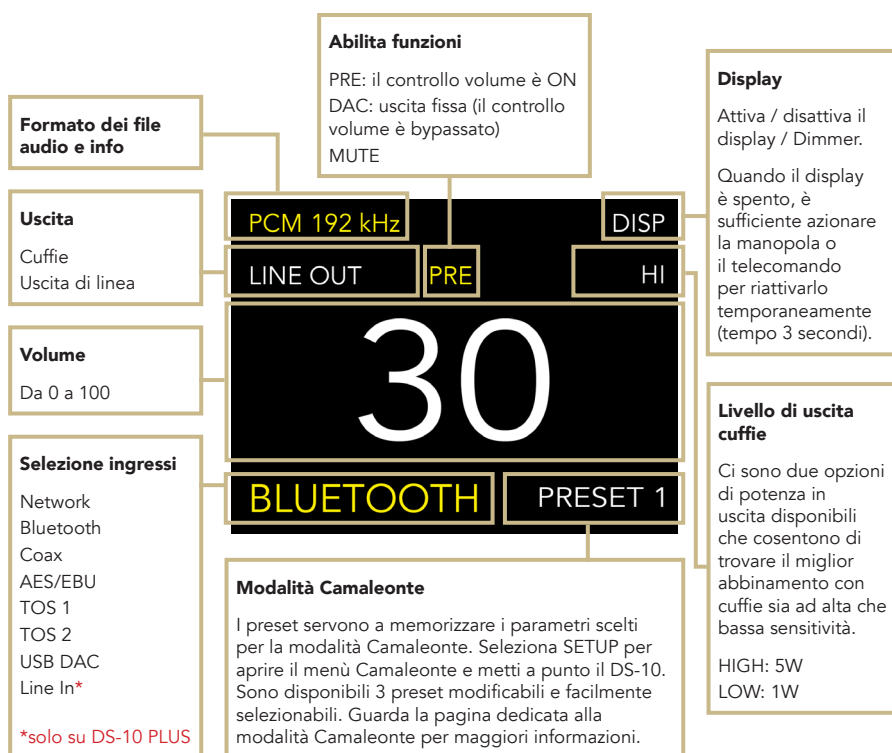 Abilita funzioni
PRE: il controllo volume è ON
DAC: uscita fissa (il controllo
volume è bypassato)
MUTE
Formato dei file
audio e info
Uscita
Cuffie
Uscita di linea
Volume
Da 0 a 100
Selezione ingressi
Network
Bluetooth
Coax
AES/EBU
TOS 1
TOS 2
USB DAC
Line In*
*solo su DS-10 PLUS
PCM 192 kHz
DISP
LINE OUT
PRE
HI
30
BLUETOOTH
PRESET 1
Modalità Camaleonte
I preset servono a memorizzare i parametri scelti
per la modalità Camaleonte. Seleziona SETUP per
aprire il menù Camaleonte e metti a punto il DS-10.
Sono disponibili 3 preset modificabili e facilmente
selezionabili. Guarda la pagina dedicata alla
modalità Camaleonte per maggiori informazioni.
Display
Attiva / disattiva il
display / Dimmer.
Quando il display
è spento, è
sufficiente azionare
la manopola o
il telecomando
per riattivarlo
temporaneamente
(tempo 3 secondi).
Livello di uscita
cuffie
Ci sono due opzioni
di potenza in
uscita disponibili
che cosentono di
trovare il miglior
abbinamento con
cuffie sia ad alta che
bassa sensitività.
HIGH: 5W
LOW: 1W